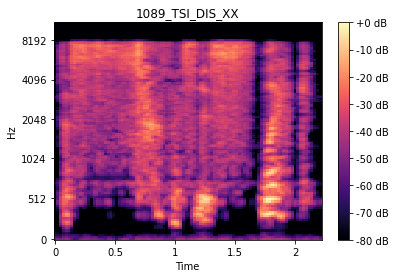 1089_TSI_DIS_XX
+0 dB
8192
-10 dB
4096
-20 dB
-30 dB
2048
Hz
-40 dB
1024
-50 dB
512
-60 dB
-70 dB
0
-80 dB
0 0.5 1 1.5 2
Time